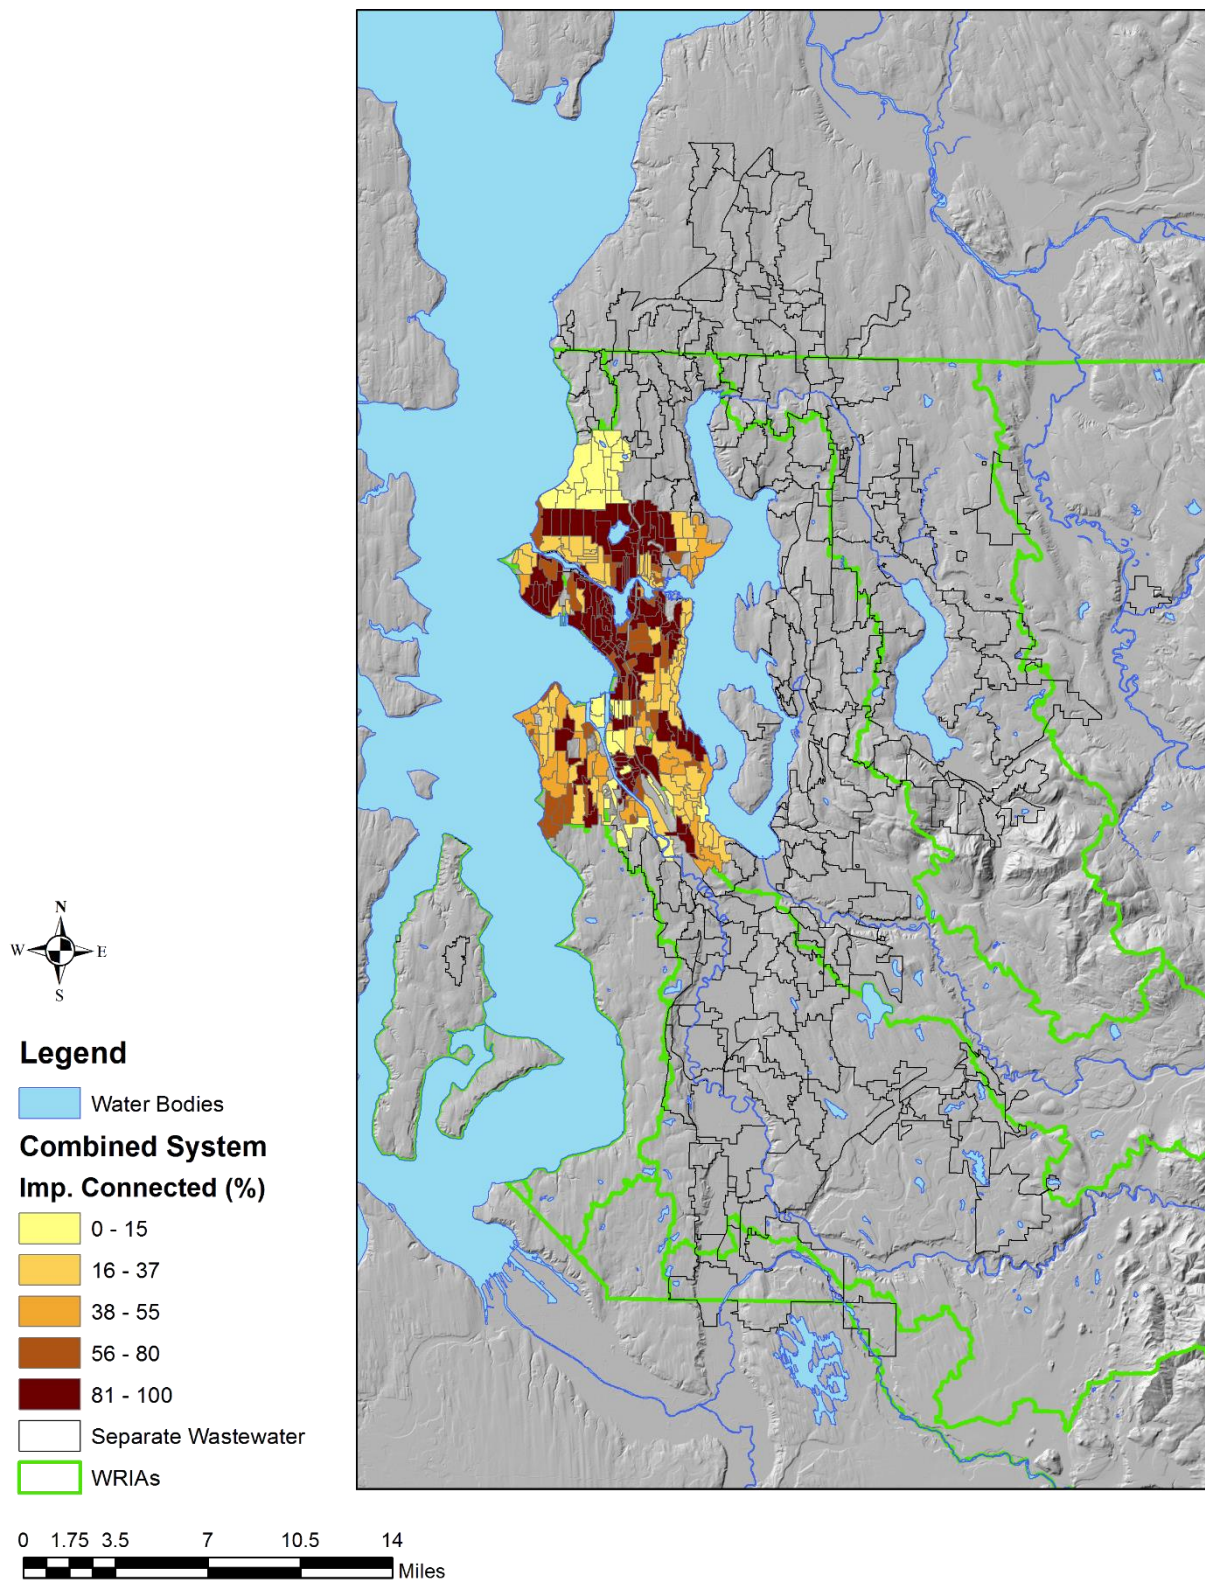 N
W E
S
Legend
Water Bodies
Combined System
Imp. Connected (%)
0 - 15
16 - 37
38 - 55
56 - 80
81 - 100
Separate Wastewater
WRIAs
0 1.75 3.5 7 10.5 14
Miles